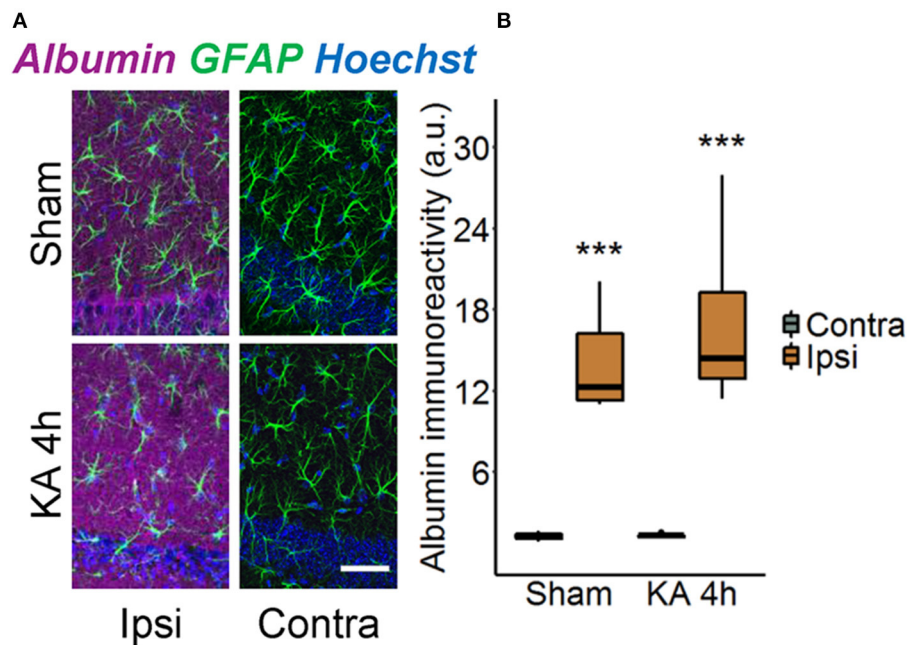 A
Albumin GFAP Hoechst
Sham
KA 4h
Ipsi Contra
B
Albumin immunoreactivity (a.u.)
30
24
18
12
6
***
***
Sham KA 4h
Contra
Ipsi